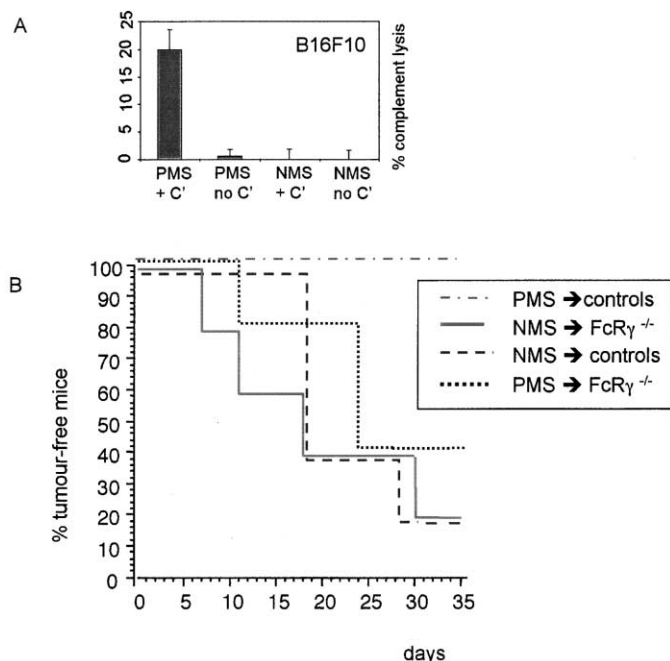 A
B16F10
% complement lysis
25
20
15
10
5
0
PMS + C'
PMS no C'
NMS + C'
NMS no C'
B
% tumour-free mice
100
90
80
70
60
50
40
30
20
10
0
0 5 10 15 20 25 30 35
days
PMS → controls
NMS → FcRγ -/-
NMS → controls
PMS → FcRγ -/-